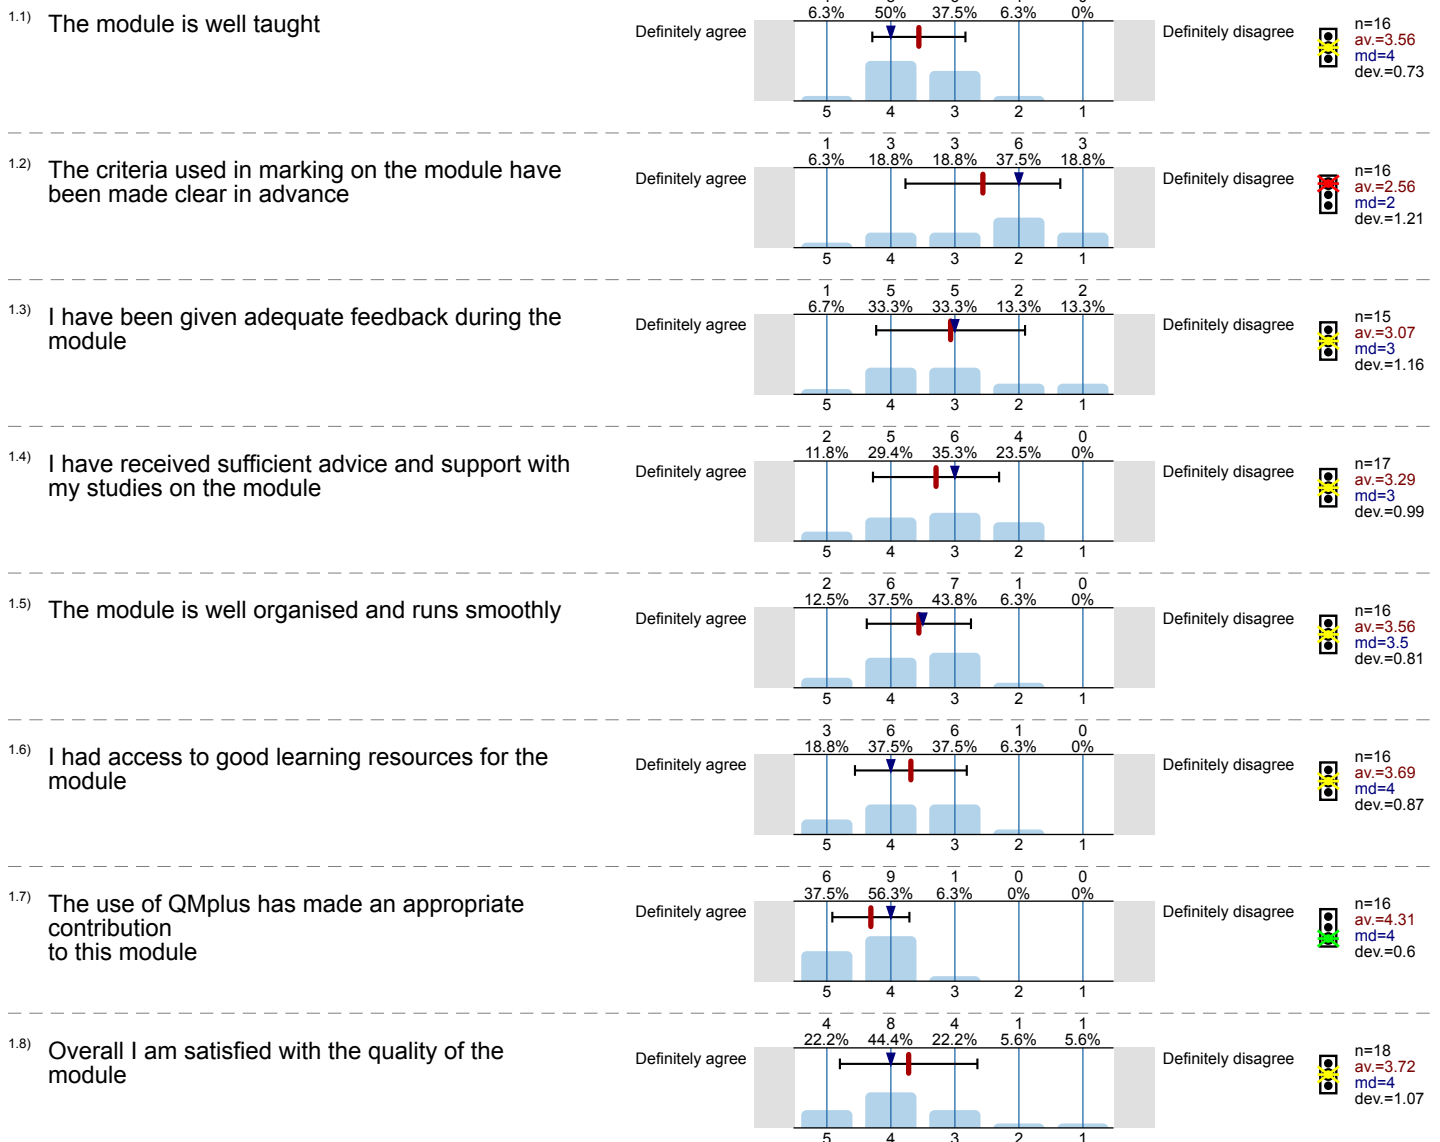 6.3% 50% 37.5% 6.3% 0%
1.1) The module is well taught Definitely agree Definitely disagree n=16
av.=3.56
md=4
dev.=0.73
5 4 3 2 1
1 3 3 6 3
6.3% 18.8% 18.8% 37.5% 18.8%
1.2) The criteria used in marking on the module have Definitely agree Definitely disagree n=16
been made clear in advance av.=2.56
md=2
dev.=1.21
5 4 3 2 1
1 5 5 2 2
6.7% 33.3% 33.3% 13.3% 13.3%
1.3) I have been given adequate feedback during the Definitely agree Definitely disagree n=15
module av.=3.07
md=3
dev.=1.16
5 4 3 2 1
2 5 6 4 0
11.8% 29.4% 35.3% 23.5% 0%
1.4) I have received sufficient advice and support with Definitely agree Definitely disagree n=17
my studies on the module av.=3.29
md=3
dev.=0.99
5 4 3 2 1
2 6 7 1 0
12.5% 37.5% 43.8% 6.3% 0%
1.5) The module is well organised and runs smoothly Definitely agree Definitely disagree n=16
av.=3.56
md=3.5
dev.=0.81
5 4 3 2 1
3 6 6 1 0
18.8% 37.5% 37.5% 6.3% 0%
1.6) I had access to good learning resources for the Definitely agree Definitely disagree n=16
module av.=3.69
md=4
dev.=0.87
5 4 3 2 1
6 9 1 0 0
37.5% 56.3% 6.3% 0% 0%
1.7) The use of QMplus has made an appropriate Definitely agree Definitely disagree n=16
contribution av.=4.31
to this module md=4
dev.=0.6
5 4 3 2 1
4 8 4 1 1
22.2% 44.4% 22.2% 5.6% 5.6%
1.8) Overall I am satisfied with the quality of the Definitely agree Definitely disagree n=18
module av.=3.72
md=4
dev.=1.07
5 4 3 2 1